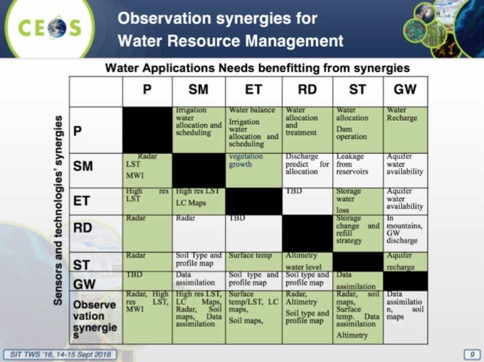 CE S
Observation synergies for
Water Resource Management
Water Applications Needs benefitting from synergies
Sensors and technologies' synergies
P SM ET RD ST GW
P
Irrigation
water
allocation and
scheduling
Water balance
Irrigation
water
allocation and
scheduling
Water
allocation
and
treatment
Water
allocation
Dam
operation
Water
Recharge
SM
Radar
LST
MWI
vegetation
growth
Discharge
predict for
allocation
Leakage
from
reservoirs
Aquifer
water
availability
ET
High res
LST
High res LST
LC Maps
TBD
Storage
water
loss
Aquifer
water
availability
RD
Radar
Radar
TBD
Storage
change and
refill
strategy
In
mountains,
GW
discharge
ST
Radar
Soil Type and
profile map
Surface temp
Altimetry
water level
Aquifer
recharge
GW
TBD
Data
assimilation
Soil type and
profile map
Soil type and
profile map
Data
assimilation
Observe
vation
synergie
s
Radar, High
res LST,
MWI
High res LST,
LC Maps,
Radar, Soil
maps, Data
assimilation
Surface
temp/LST, LC
maps,
Soil maps,
Radar,
Altimetry
Soil type and
profile map
Radar, soil
maps,
Surface
temp. Data
assimilation
Altimetry
Data
assimilatio
n, soil
maps
SIT TWS '16, 14-15 Sept 2016
9